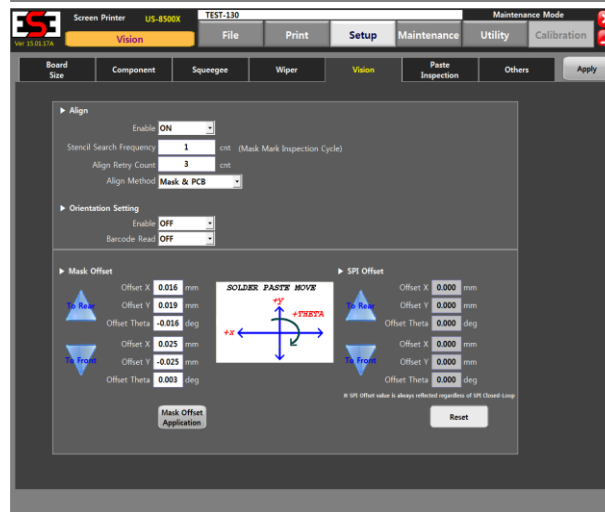 Screen Printer US-8500X TEST-130 Maintenance Mode
ESE
Ver 15.01.17A
Vision File Print Setup Maintenance Utility Calibration
Board Size Component Squeegee Wiper Vision Paste Inspection Others Apply
▶ Align
Enable ON
Stencil Search Frequency 1 cnt (Mask Mark Inspection Cycle)
Align Retry Count 3 cnt
Align Method Mask & PCB
▶ Orientation Setting
Enable OFF
Barcode Read OFF
▶ Mask Offset
To Rear
Offset X 0.016 mm
Offset Y 0.019 mm
Offset Theta -0.016 deg
To Front
Offset X 0.025 mm
Offset Y -0.025 mm
Offset Theta 0.003 deg
Mask Offset
Application
SOLDER PASTE MOVE
+y
+THETA
+x
▶ SPI Offset
To Rear
Offset X 0.000 mm
Offset Y 0.000 mm
Offset Theta 0.000 deg
To Front
Offset X 0.000 mm
Offset Y 0.000 mm
Offset Theta 0.000 deg
※ SPI Offset value is always reflected regardless of SPI Closed-Loop
Reset